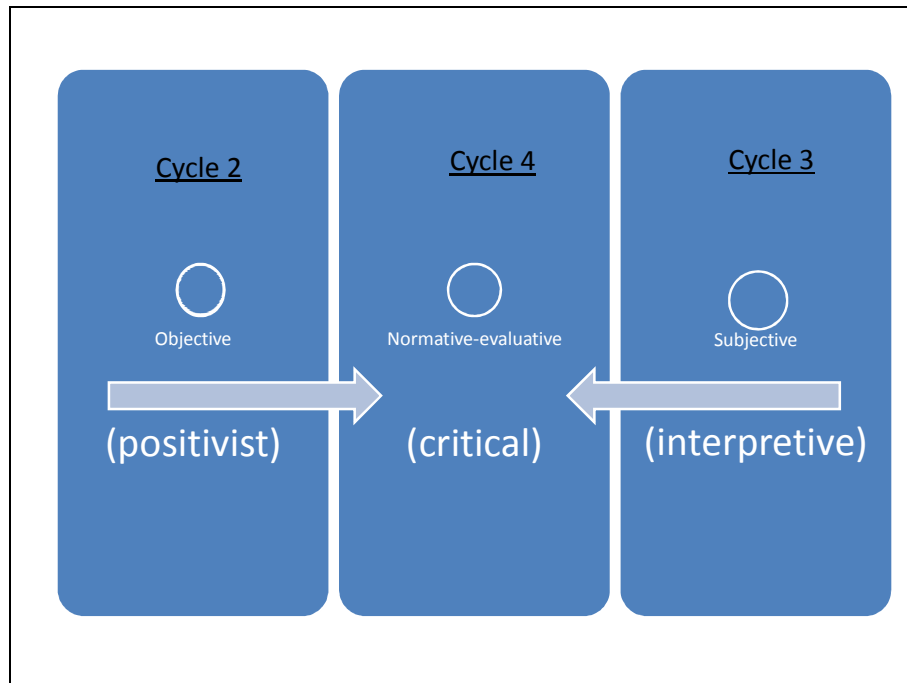 Cycle 2
Objective
(positivist)
Cycle 4
Normative-evaluative
(critical)
Cycle 3
Subjective
(interpretive)